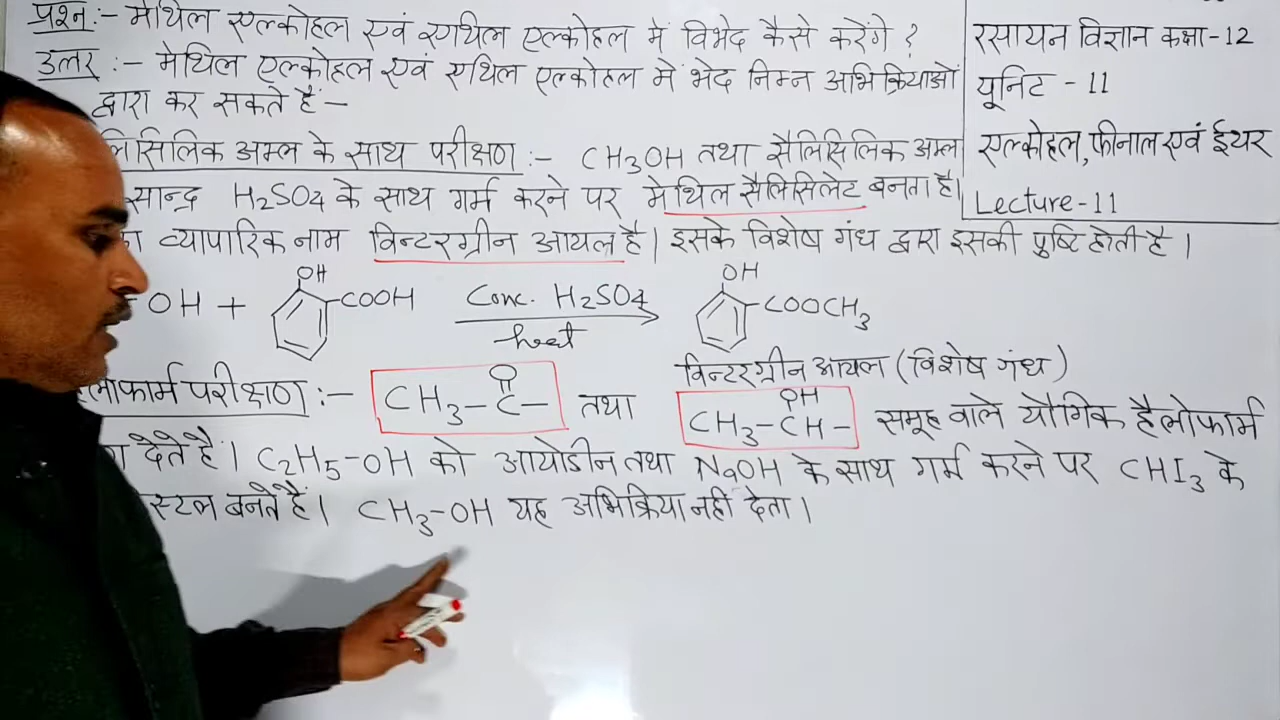 प्रश्न :- मेथिल एल्कोहल एवं एथिल एल्कोहल में विभेद कैसे करेंगे ?
उत्तर :- मेथिल एल्कोहल एवं एथिल एल्कोहल में भेद निम्न अभिक्रियाओं
द्वारा कर सकते हैं -
लिसिलिक अम्ल के साथ परीक्षण :- CH3OH तथा सैलिसिलिक अम्ल
सान्द्र H2SO4 के साथ गर्म करने पर मेथिल सैलिसिलेट बनता है।
व्यापारिक नाम विन्टरग्रीन आयल है। इसके विशेष गंध द्वारा इसकी पुष्टि होती है।
OH OH
-OH + COOH Conc. H2SO4 COOCH3
heat
विन्टरग्रीन आयल (विशेष गंध)
लोफार्म परीक्षण :- CH3-C- तथा CH3-CH- समूह वाले यौगिक हैलोफार्म
O OH
देते हैं। C2H5-OH को आयोडीन तथा NaOH के साथ गर्म करने पर CHI3 के
स्टल बनते हैं। CH3-OH यह अभिक्रिया नहीं देता।
रसायन विज्ञान कक्षा-12
यूनिट - 11
एल्कोहल, फीनाल एवं ईथर
Lecture-11